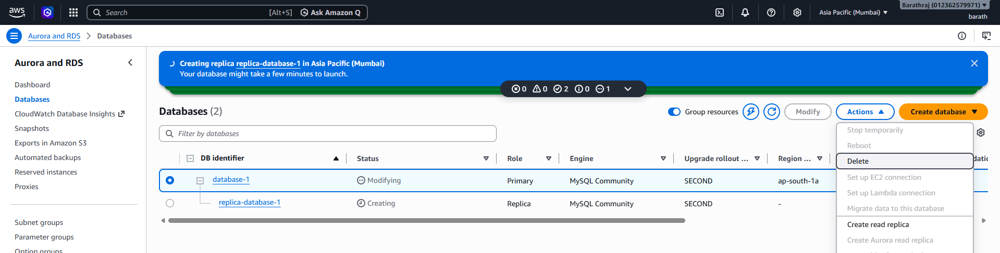 aws
Search [Alt+S] Ask Amazon Q
Asia Pacific (Mumbai)
Barathraj (012362579971)
barath
Aurora and RDS Databases
Aurora and RDS
Dashboard
Databases
CloudWatch Database Insights
Snapshots
Exports in Amazon S3
Automated backups
Reserved instances
Proxies
Subnet groups
Parameter groups
Option groups
Creating replica replica-database-1 in Asia Pacific (Mumbai)
Your database might take a few minutes to launch.
0 0 2 0 1
Databases (2)
Group resources Modify Actions Create database
Filter by databases
DB identifier Status Role Engine Upgrade rollout ... Region ...
database-1 Modifying Primary MySQL Community SECOND ap-south-1a
replica-database-1 Creating Replica MySQL Community SECOND -
Stop temporarily
Reboot
Delete
Set up EC2 connection
Set up Lambda connection
Migrate data to this database
Create read replica
Create Aurora read replica